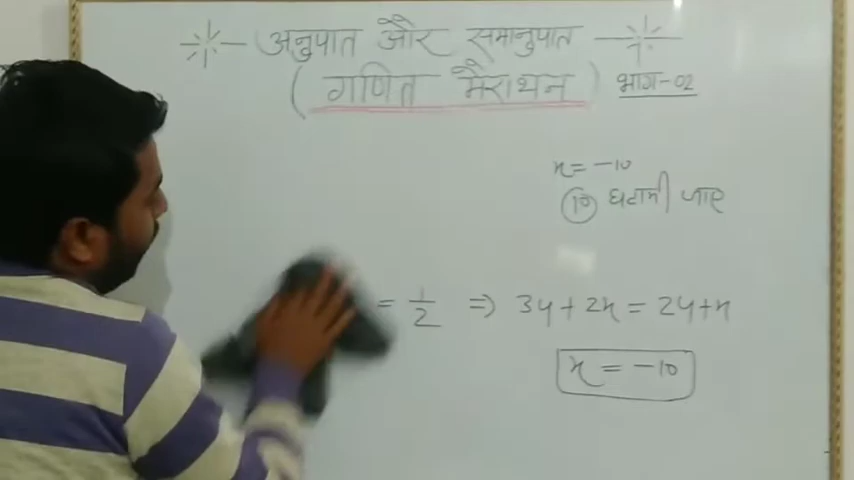 अनुपात और समानुपात
(गणित मैराथन) भाग-02
x = -10
10 घटानी जाए
= 1/2 ⇒ 34 + 2x = 24 + x
x = -10